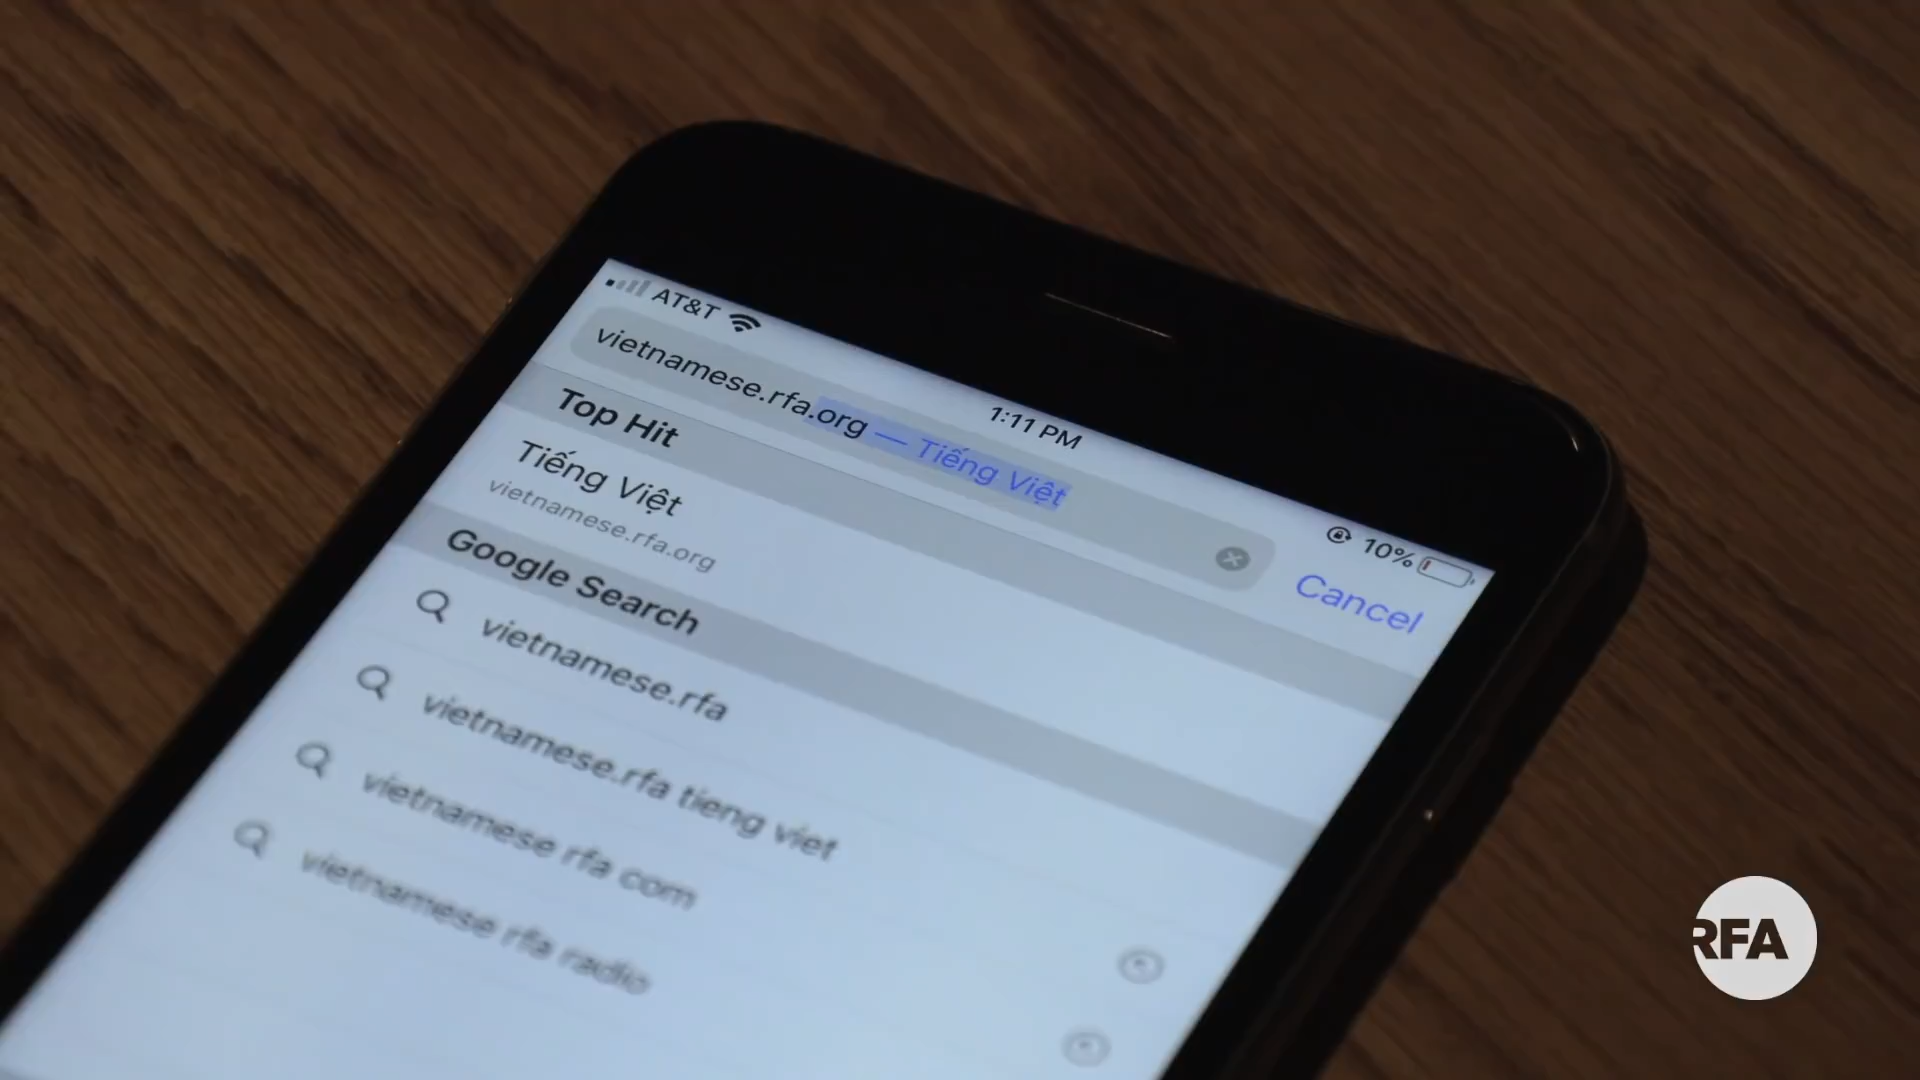 AT&T
1:11 PM
10%
vietnamese.rfa.org — Tiếng Việt
Cancel
Top Hit
Tiếng Việt
vietnamese.rfa.org
Google Search
vietnamese.rfa
vietnamese.rfa tieng viet
vietnamese rfa com
vietnamese rfa radio
RFA